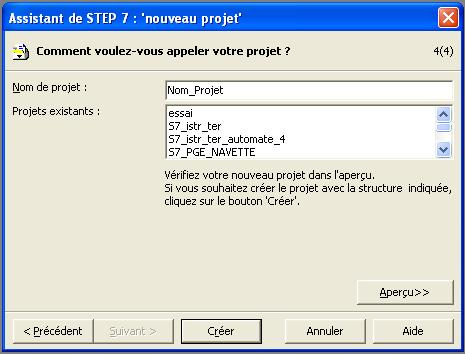 Assistant de STEP 7 : 'nouveau projet'
Comment voulez-vous appeler votre projet ? 4(4)
Nom de projet : Nom_Projet
Projets existants : essai
S7_istr_ter
S7_istr_ter_automate_4
S7_PGE_NAVETTE
Vérifiez votre nouveau projet dans l'aperçu.
Si vous souhaitez créer le projet avec la structure indiquée,
cliquez sur le bouton 'Créer'.
Aperçu>>
< Précédent Suivant > Créer Annuler Aide